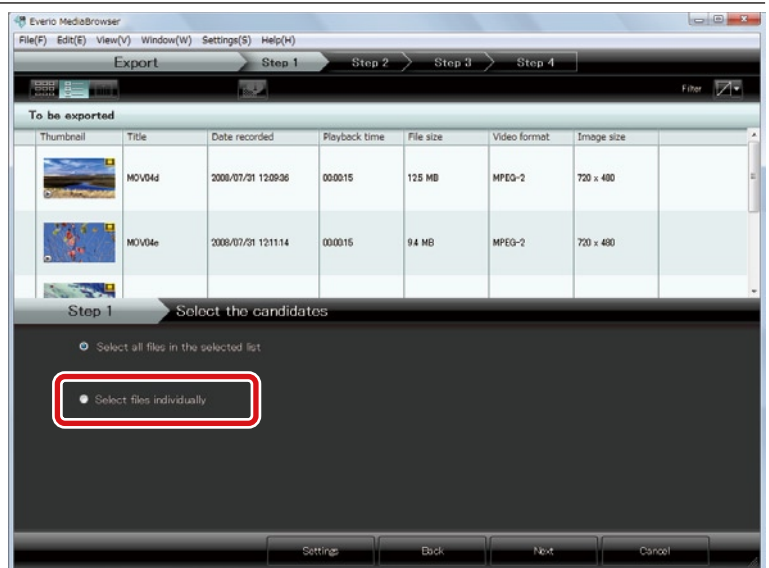 Everio MediaBrowser
File(F) Edit(E) View(V) Window(W) Settings(S) Help(H)
Export Step 1 Step 2 Step 3 Step 4
Filter
To be exported
Thumbnail Title Date recorded Playback time File size Video format Image size
MOV04d 2008/07/31 12:09:36 00:00:15 12.5 MB MPEG-2 720 x 480
MOV04e 2008/07/31 12:11:14 00:00:15 9.4 MB MPEG-2 720 x 480
Step 1 Select the candidates
Select all files in the selected list
Select files individually
Settings Back Next Cancel